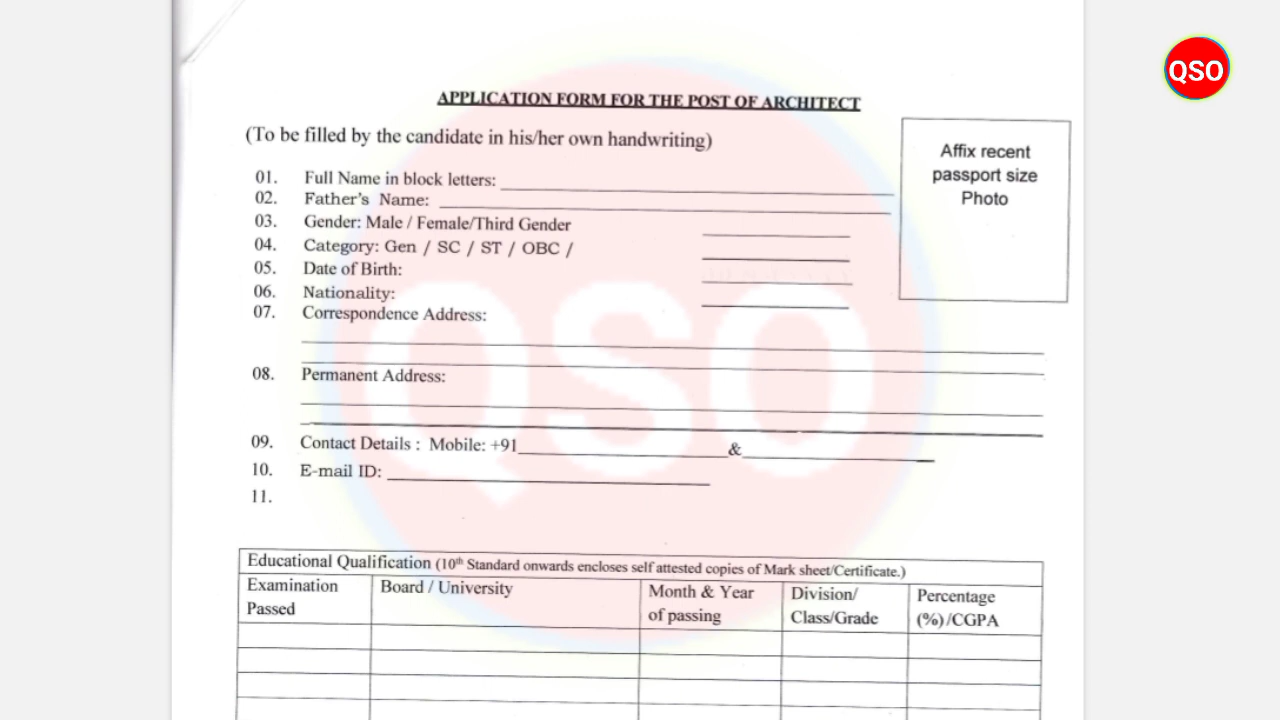 QSO
APPLICATION FORM FOR THE POST OF ARCHITECT
(To be filled by the candidate in his/her own handwriting)
Affix recent
passport size
Photo
01. Full Name in block letters:
02. Father's Name:
03. Gender: Male / Female/Third Gender
04. Category: Gen / SC / ST / OBC /
05. Date of Birth:
06. Nationality:
07. Correspondence Address:
08. Permanent Address:
09. Contact Details : Mobile: +91 &
10. E-mail ID:
11.
QSO
Educational Qualification (10th Standard onwards encloses self attested copies of Mark sheet/Certificate.)
Examination Passed
Board / University
Month & Year of passing
Division/ Class/Grade
Percentage (%)/CGPA